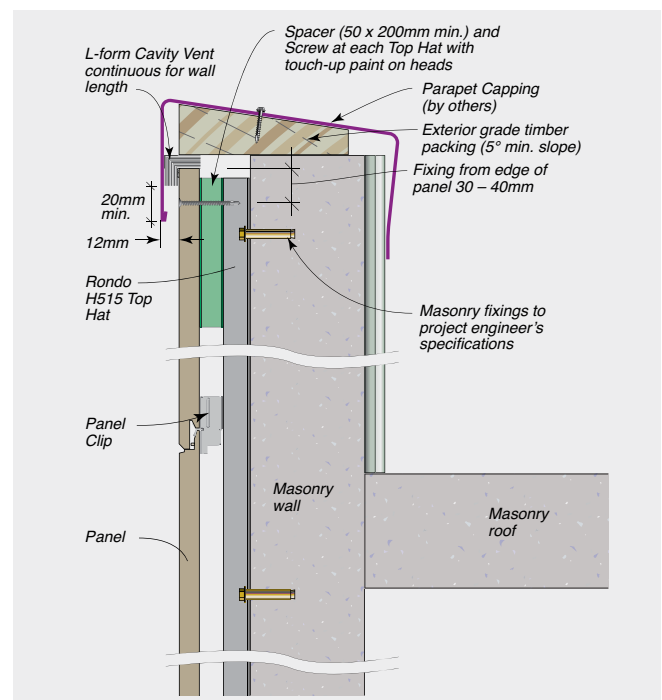 Spacer (50 x 200mm min.) and
Screw at each Top Hat with
touch-up paint on heads
L-form Cavity Vent
continuous for wall
length
Parapet Capping
(by others)
Exterior grade timber
packing (5° min. slope)
Fixing from edge of
panel 30 – 40mm
20mm
min.
12mm
Rondo
H515 Top
Hat
Masonry fixings to
project engineer's
specifications
Panel
Clip
Masonry
wall
Masonry
roof
Panel